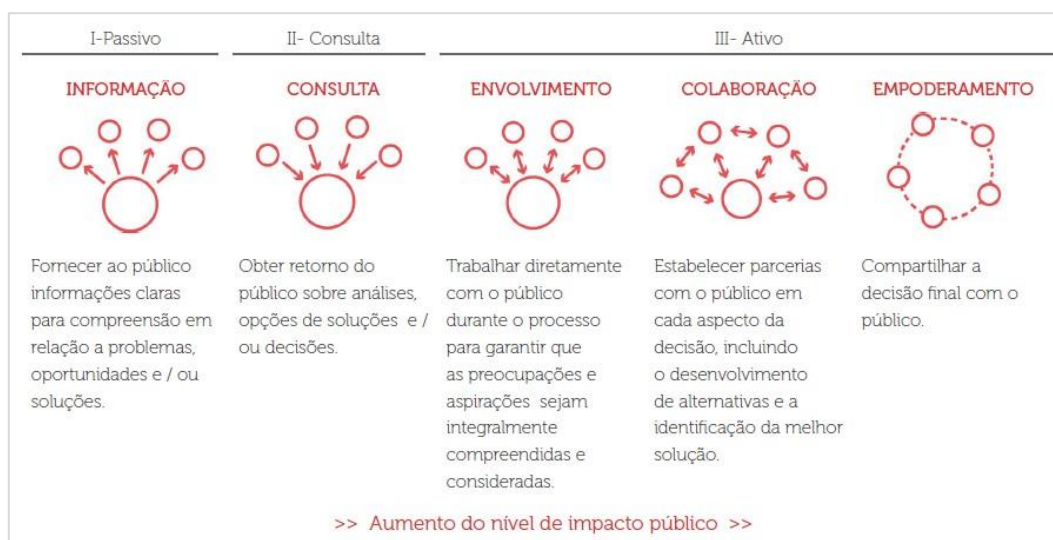 I-Passivo
II- Consulta
III- Ativo
INFORMAÇÃO
CONSULTA
ENVOLVIMENTO
COLABORAÇÃO
EMPODERAMENTO
Fornecer ao público
informações claras
para compreensão em
relação a problemas,
oportunidades e / ou
soluções.
Obter retorno do
público sobre análises,
opções de soluções e /
ou decisões.
Trabalhar diretamente
com o público
durante o processo
para garantir que
as preocupações e
aspirações sejam
integralmente
compreendidas e
consideradas.
Estabelecer parcerias
com o público em
cada aspecto da
decisão, incluindo
o desenvolvimento
de alternativas e a
identificação da melhor
solução.
Compartilhar a
decisão final com o
público.
>> Aumento do nível de impacto público >>